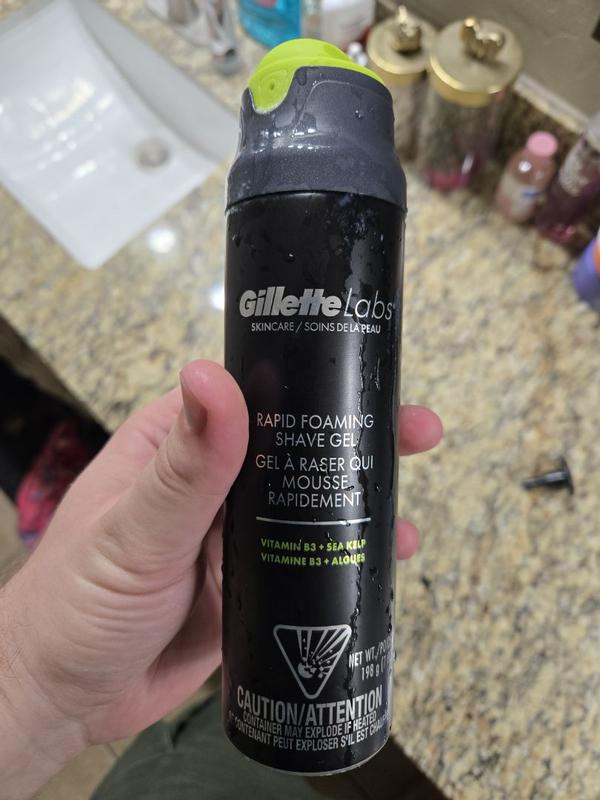 GilletteLabs
SKINCARE / SOINS DE LA PEAU
RAPID FOAMING
SHAVE GEL
GEL À RASER QUI
MOUSSE
RAPIDEMENT
VITAMIN B3 + SEA KELP
VITAMINE B3 + ALGUES
NET WT./
198 g
CAUTION/ATTENTION
CONTAINER MAY EXPLODE IF HEATED
CONTENANT PEUT EXPLOSER S'IL EST